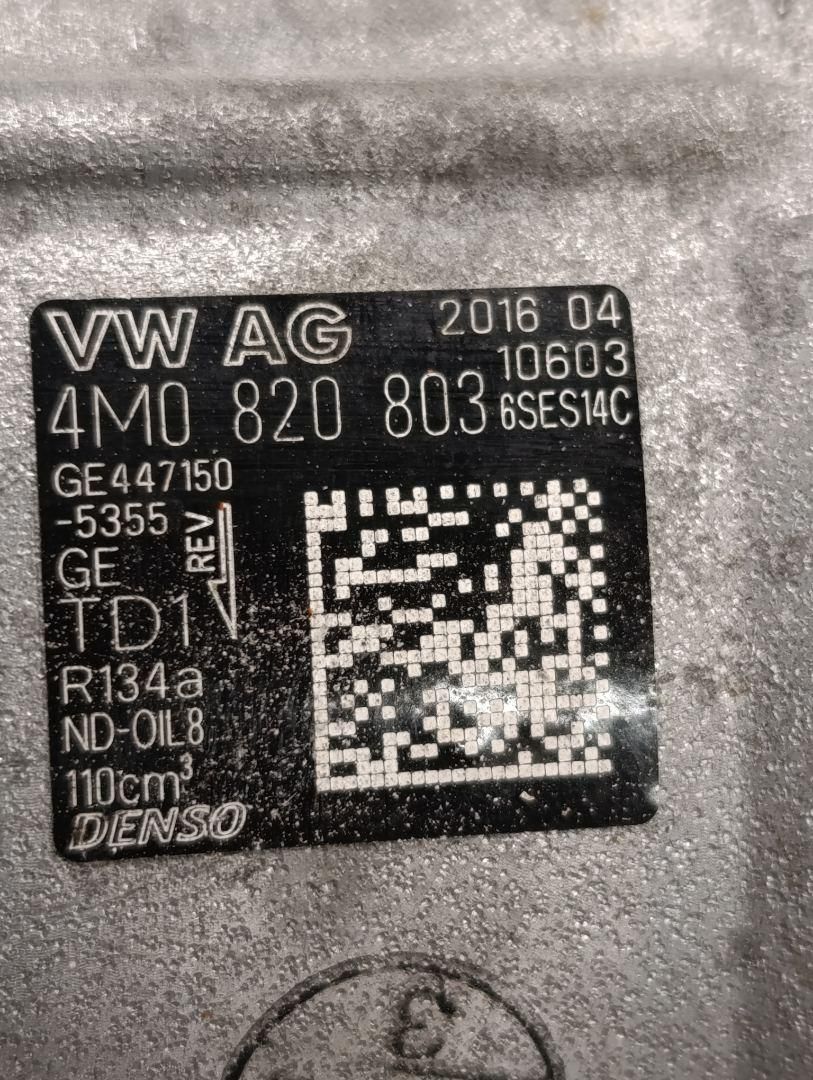 VW AG 2016 04
10603
4M0 820 803 6SES14C
GE447150
-5355
REV
GE
TD1
R134a
ND-OIL8
110cm³
DENSO
3